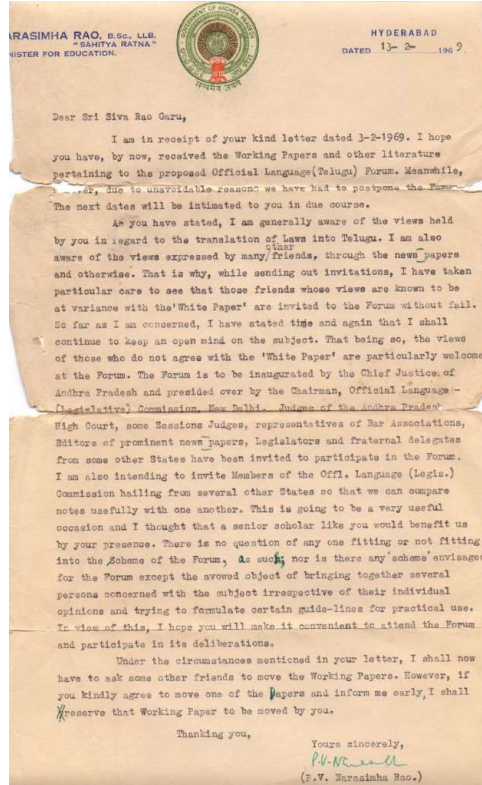 ARASIMHA RAO, B.Sc., LLB.
"SAHITYA RATNA"
NISTER FOR EDUCATION.
GOVERNMENT OF ANDHRA PRADESH
सत्यमेव जयते
HYDERABAD
DATED 13-2- 1969
Dear Sri Siva Rao Garu,
I am in receipt of your kind letter dated 3-2-1969. I hope
you have, by now, received the Working Papers and other literature
pertaining to the proposed Official Language(Telugu) Forum. Meanwhile,
due to unavoidable reasons we have had to postpone the Forum
The next dates will be intimated to you in due course.
As you have stated, I am generally aware of the views held
by you in regard to the translation of Laws into Telugu. I am also
aware of the views expressed by many/other friends, through the news papers
and otherwise. That is why, while sending out invitations, I have taken
particular care to see that those friends whose views are known to be
at variance with the'White Paper' are invited to the Forum without fail.
So far as I am concerned, I have stated time and again that I shall
continue to keep an open mind on the subject. That being so, the views
of those who do not agree with the 'White Paper' are particularly welcome
at the Forum. The Forum is to be inaugurated by the Chief Justice of
Andhra Pradesh and presided over by the Chairman, Official Language -
(Legislative) Commission, New Delhi. Judges of the Andhra Pradesh
High Court, some Sessions Judges, representatives of Bar Associations,
Editors of prominent news papers, Legislators and fraternal delegates
from some other States have been invited to participate in the Forum.
I am also intending to invite Members of the Offl. Language (Legis.)
Commission hailing from several other States so that we can compare
notes usefully with one another. This is going to be a very useful
occasion and I thought that a senior scholar like you would benefit us
by your presence. There is no question of any one fitting or not fitting
into the Scheme of the Forum, as such; nor is there any 'scheme' envisage
for the Forum except the avowed object of bringing together several
persons concerned with the subject irrespective of their individual
opinions and trying to formulate certain guide-lines for practical use.
In view of this, I hope you will make it convenient to attend the Forum
and participate in its deliberations.
Under the circumstances mentioned in your letter, I shall now
have to ask some other friends to move the Working Papers. However, if
you kindly agree to move one of the Papers and inform me early, I shall
reserve that Working Paper to be moved by you.
Thanking you,
Yours sincerely,
(P.V. Narasimha Rao.)